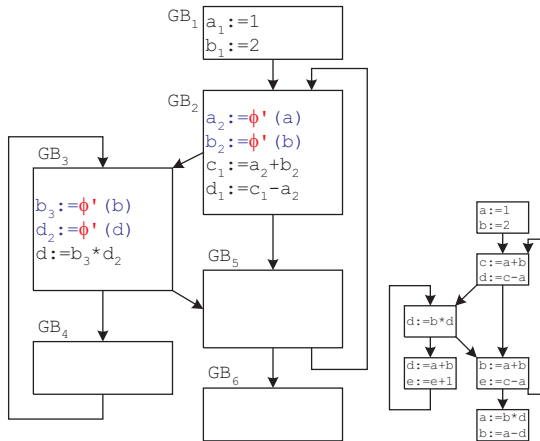 GB1
a1:=1
b1:=2
GB2
a2:=ϕ'(a)
b2:=ϕ'(b)
c1:=a2+b2
d1:=c1-a2
GB3
b3:=ϕ'(b)
d2:=ϕ'(d)
d:=b3*d2
GB5
GB4
GB6
a:=1
b:=2
c:=a+b
d:=c-a
d:=b*d
d:=a+b
e:=e+1
b:=a+b
e:=c-a
a:=b*d
b:=a-d